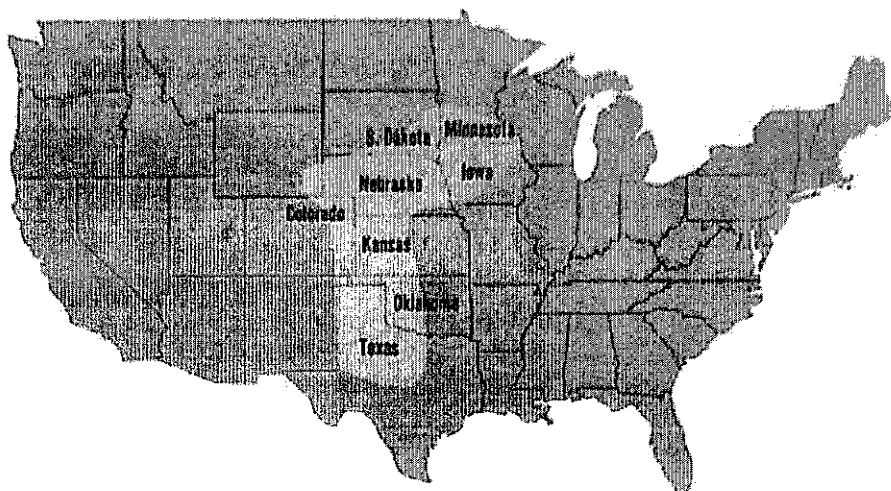 S. Dakota
Minnesota
Iowa
Nebraska
Colorado
Kansas
Oklahoma
Texas